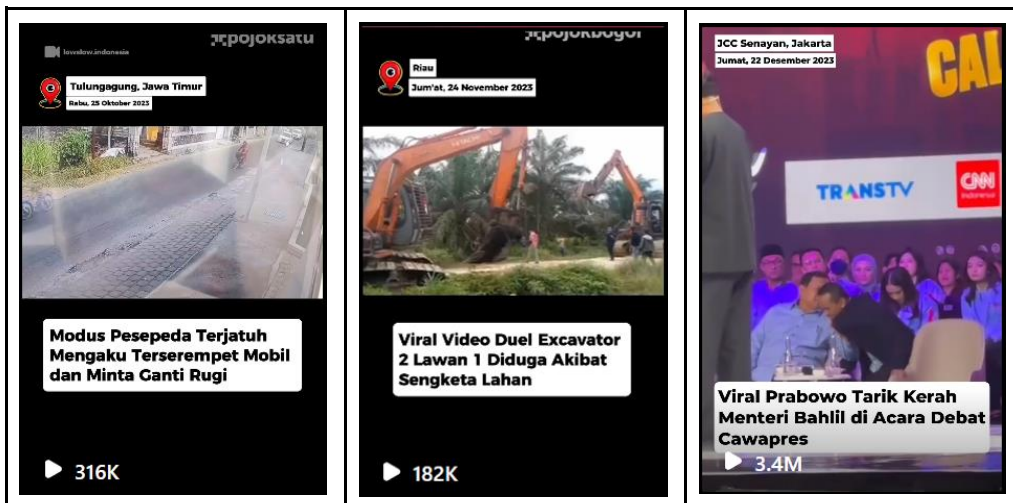 pojoksatu
lowslow.indonesia
Tulungagung, Jawa Timur
Rabu, 25 Oktober 2023
Modus Pesepeda Terjatuh
Mengaku Terserempet Mobil
dan Minta Ganti Rugi
316K
pojokbogor
Riau
Jum'at, 24 November 2023
HITACHI
Viral Video Duel Excavator
2 Lawan 1 Diduga Akibat
Sengketa Lahan
182K
JCC Senayan, Jakarta
Jumat, 22 Desember 2023
CAL
TRANSTV
CNN
Indonesia
Viral Prabowo Tarik Kerah
Menteri Bahlil di Acara Debat
Cawapres
3.4M